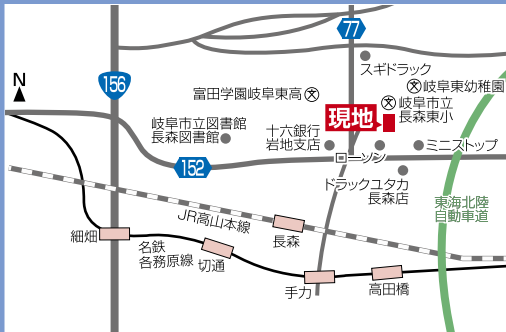 77
スギドラック
N
156
富田学園岐阜東高
文
文
岐阜東幼稚園
文
岐阜市立
長森東小
現地
岐阜市立図書館
長森図書館
十六銀行
岩地支店
ローソン
ミニストップ
152
ドラックユタカ
長森店
東海北陸
自動車道
JR高山本線
細畑
名鉄
各務原線
切通
長森
手力
高田橋